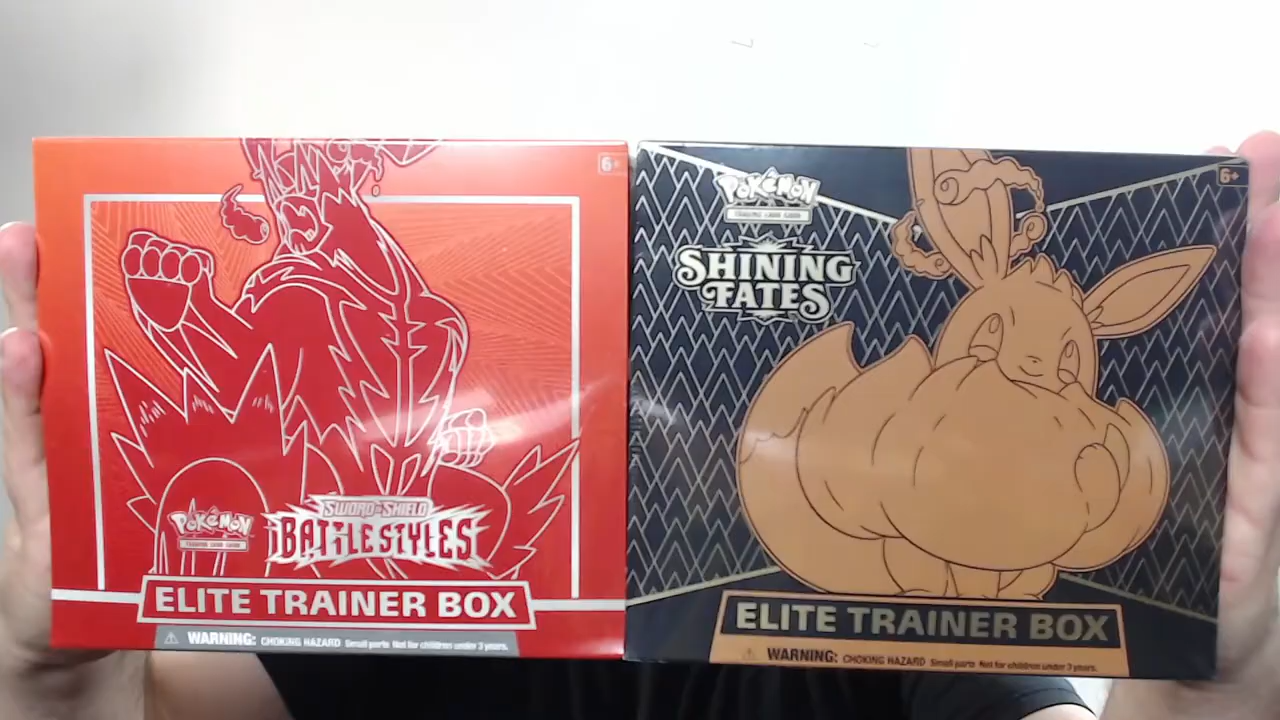 6+
POKéMON
TRADING CARD GAME
SWORD & SHIELD
BATTLE STYLES
ELITE TRAINER BOX
WARNING: CHOKING HAZARD Small parts Not for children under 3 years.
6+
POKéMON
TRADING CARD GAME
SHINING
FATES
ELITE TRAINER BOX
WARNING: CHOKING HAZARD Small parts Not for children under 3 years.